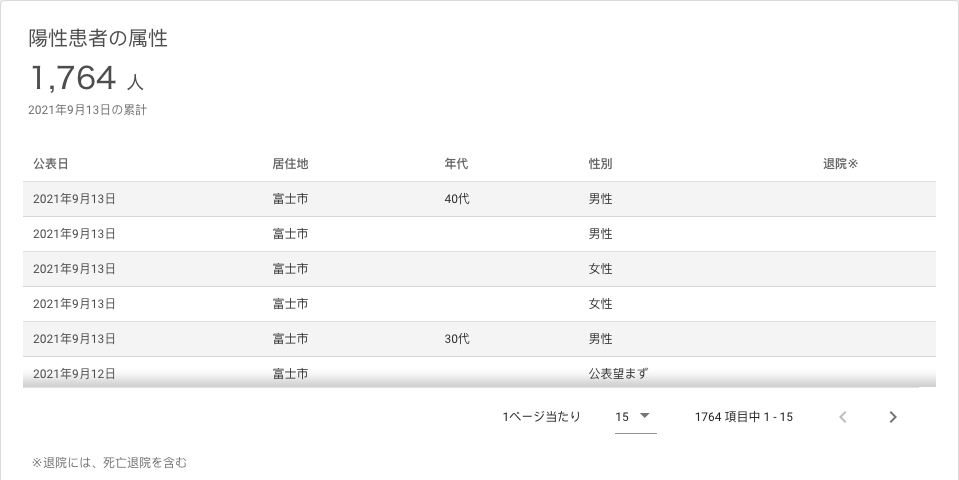 陽性患者の属性
1,764 人
2021年9月13日の累計
公表日 居住地 年代 性別 退院※
2021年9月13日 富士市 40代 男性
2021年9月13日 富士市 男性
2021年9月13日 富士市 女性
2021年9月13日 富士市 女性
2021年9月13日 富士市 30代 男性
2021年9月12日 富士市 公表望まず
1ページ当たり 15 1764 項目中 1 - 15
※退院には、死亡退院を含む